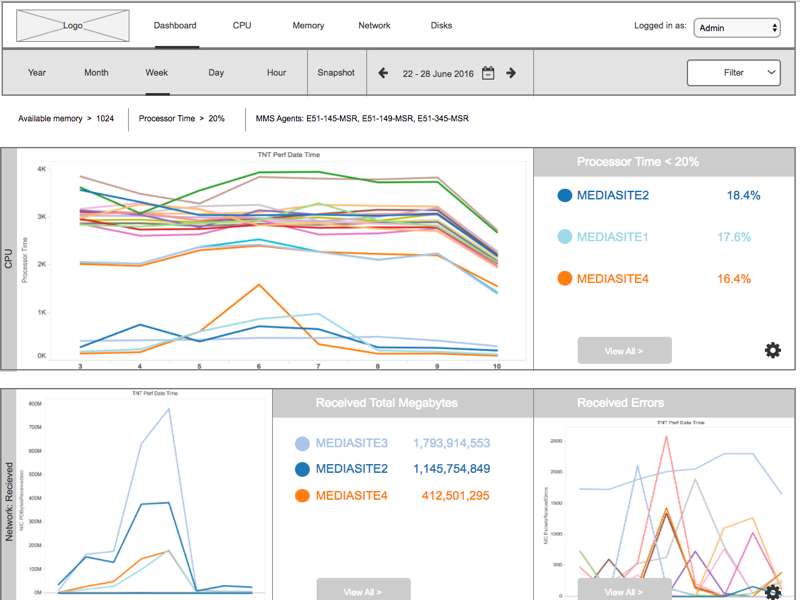 Logo
Dashboard CPU Memory Network Disks
Logged in as: Admin
Year Month Week Day Hour Snapshot 22 - 28 June 2016 Filter
Available memory > 1024 Processor Time > 20% MMS Agents: E51-145-MSR, E51-149-MSR, E51-345-MSR
CPU
TNT Perf Date Time
Processor Time
4K
3K
2K
1K
0K
3 4 5 6 7 8 9 10
Processor Time < 20%
MEDIASITE2 18.4%
MEDIASITE1 17.6%
MEDIASITE4 16.4%
View All >
Network: Recieved
TNT Perf Date Time
800M
700M
600M
500M
400M
300M
200M
100M
0M
Received Total Megabytes
MEDIASITE3 1,793,914,553
MEDIASITE2 1,145,754,849
MEDIASITE4 412,501,295
View All >
Received Errors
TNT Perf Date Time
2500
2000
1500
1000
500
0
View All >